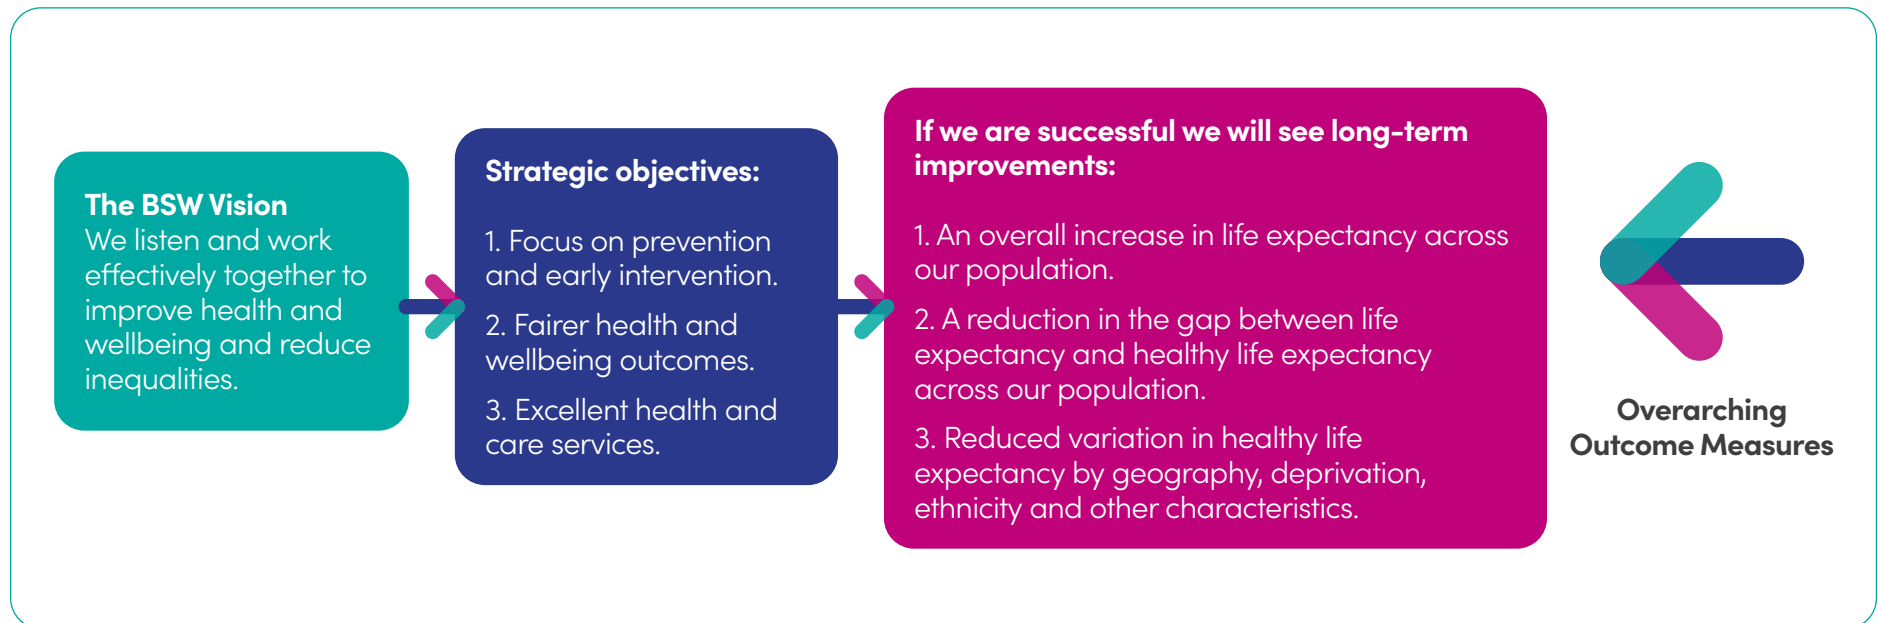 The BSW Vision
We listen and work
effectively together to
improve health and
wellbeing and reduce
inequalities.
Strategic objectives:
1. Focus on prevention
and early intervention.
2. Fairer health and
wellbeing outcomes.
3. Excellent health and
care services.
If we are successful we will see long-term
improvements:
1. An overall increase in life expectancy across
our population.
2. A reduction in the gap between life
expectancy and healthy life expectancy
across our population.
3. Reduced variation in healthy life
expectancy by geography, deprivation,
ethnicity and other characteristics.
Overarching
Outcome Measures